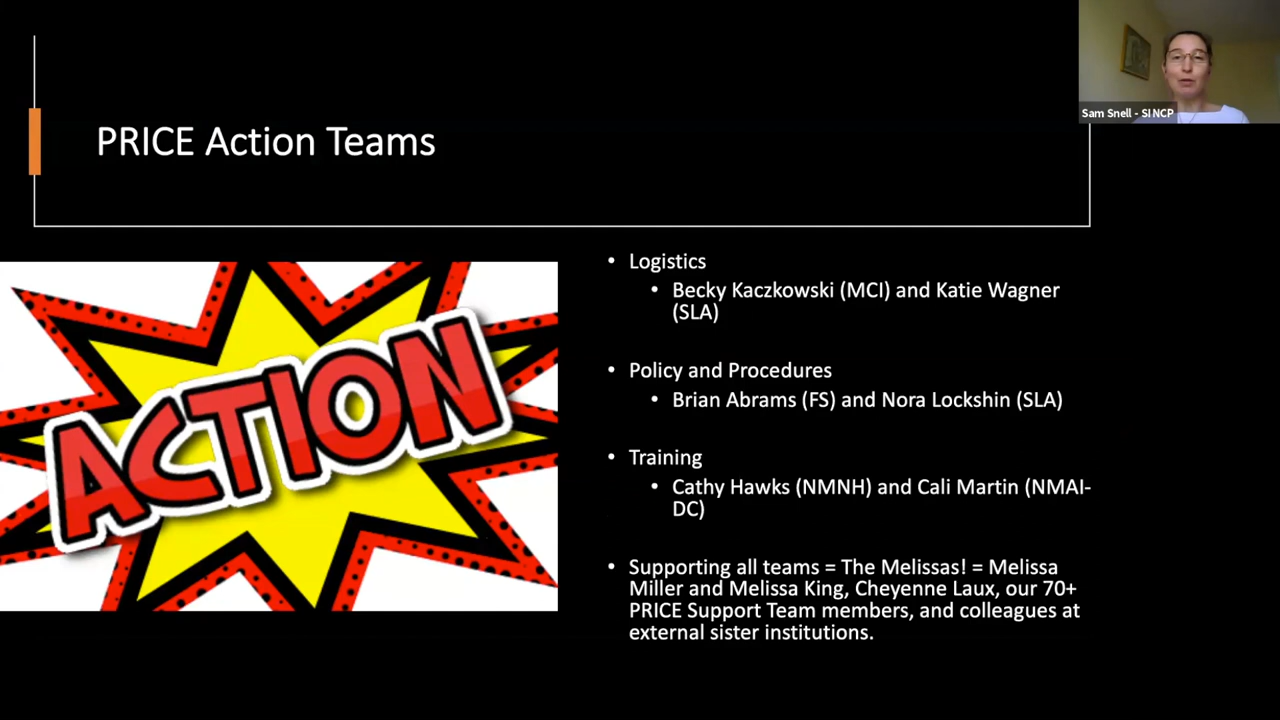 Sam Snell - SI NCP
PRICE Action Teams
ACTION
• Logistics
• Becky Kaczkowski (MCI) and Katie Wagner
(SLA)
• Policy and Procedures
• Brian Abrams (FS) and Nora Lockshin (SLA)
• Training
• Cathy Hawks (NMNH) and Cali Martin (NMAI-
DC)
• Supporting all teams = The Melissas! = Melissa
Miller and Melissa King, Cheyenne Laux, our 70+
PRICE Support Team members, and colleagues at
external sister institutions.